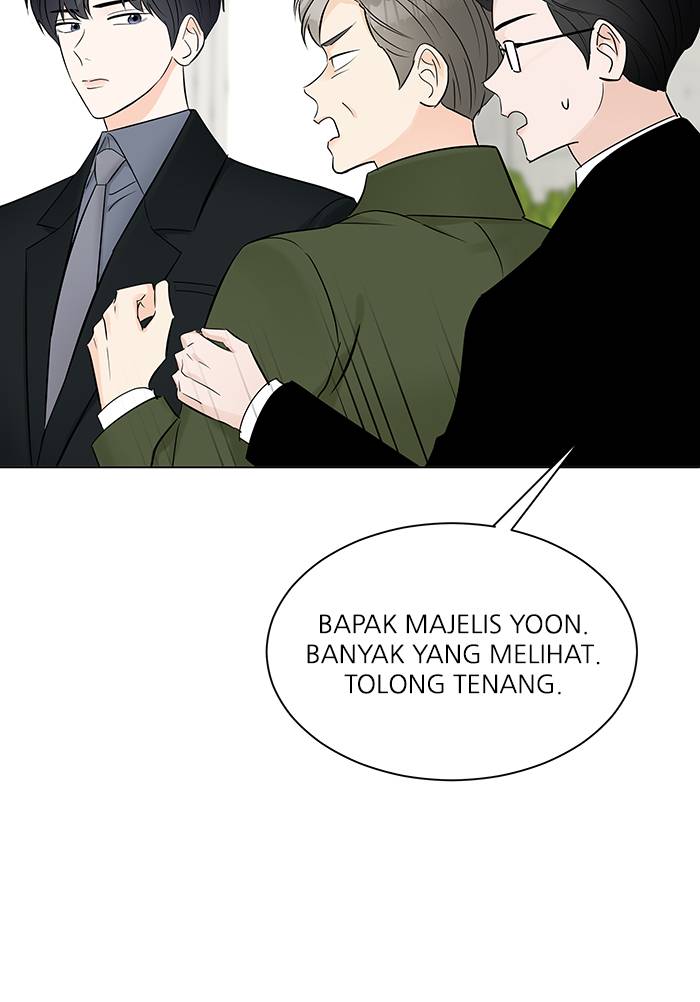 BAPAK MAJELIS YOON.
BANYAK YANG MELIHAT.
TOLONG TENANG.